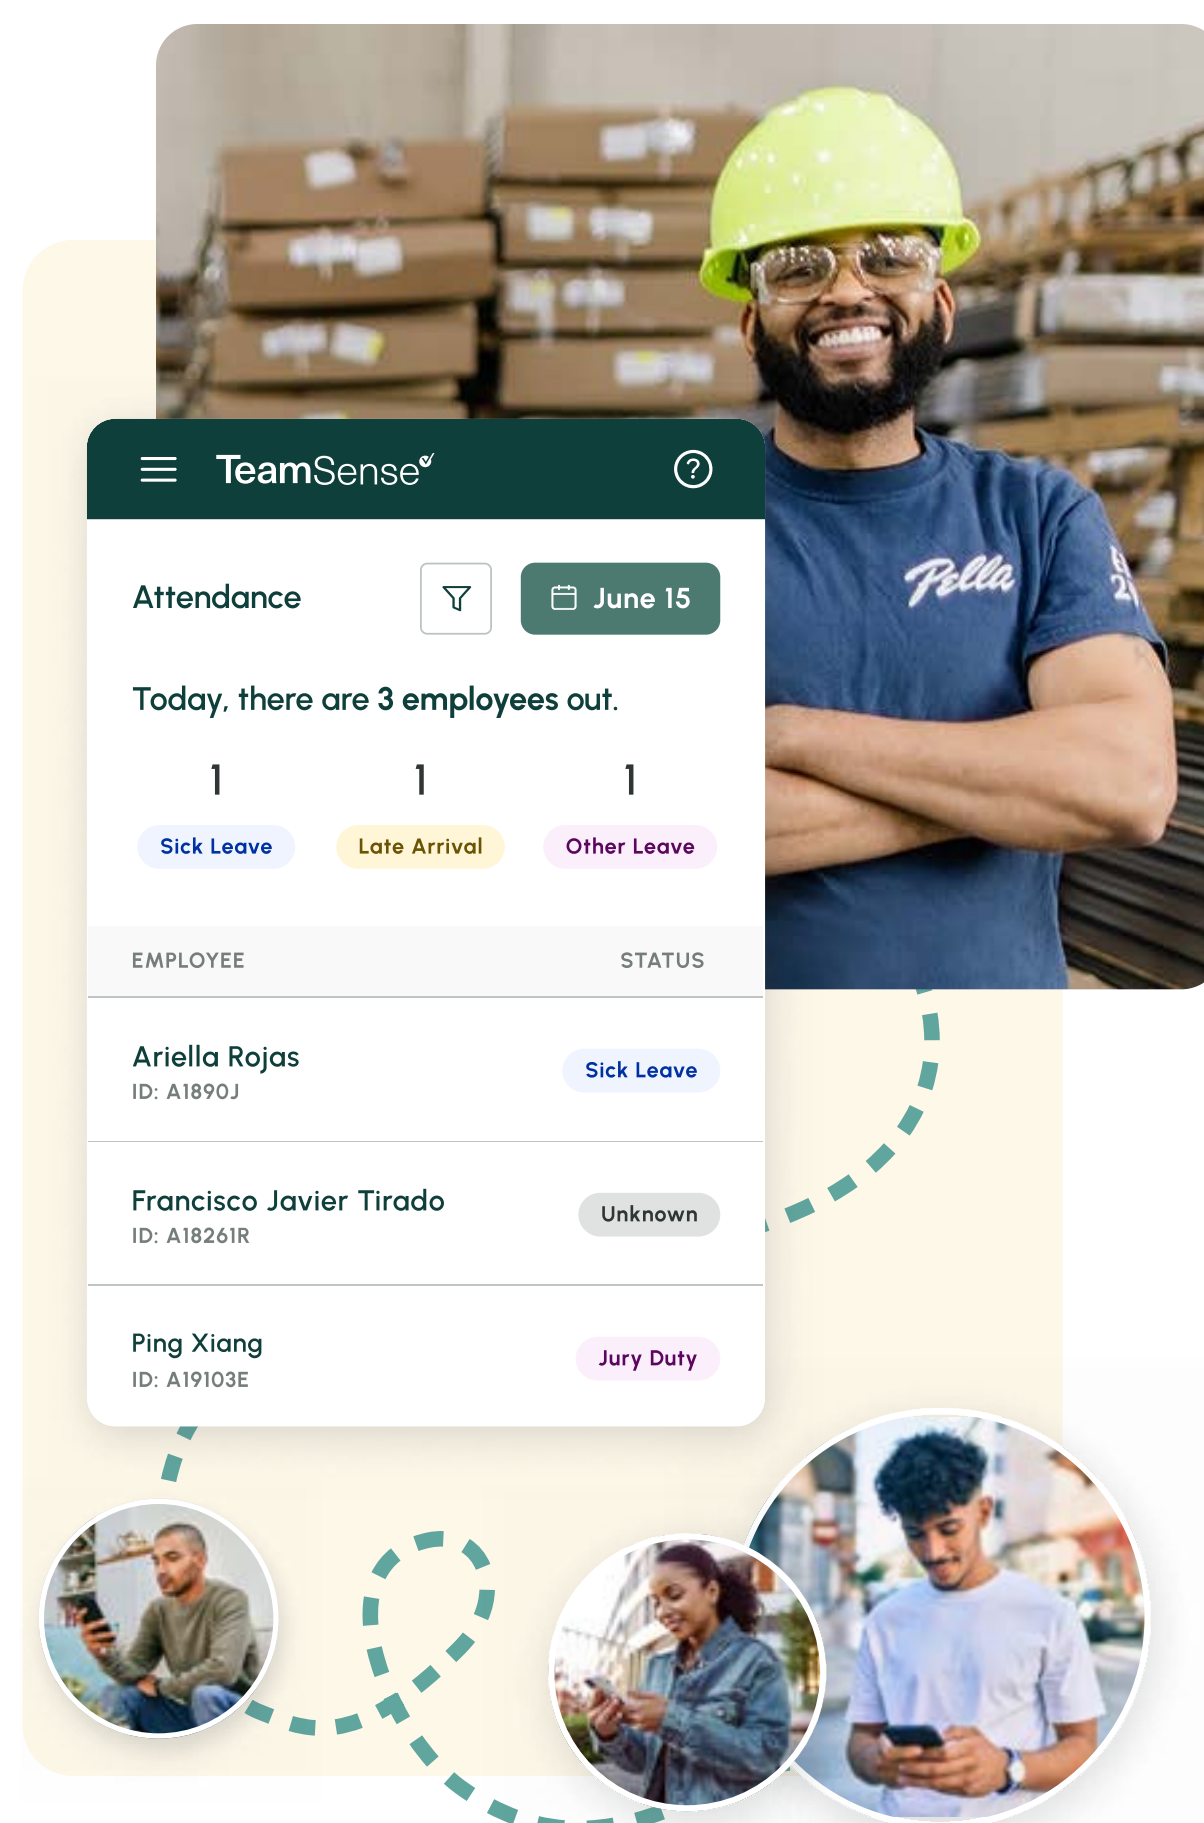 TeamSense
Attendance
June 15
Today, there are 3 employees out.
1 1 1
Sick Leave Late Arrival Other Leave
EMPLOYEE STATUS
Ariella Rojas Sick Leave
ID: A1890J
Francisco Javier Tirado Unknown
ID: A18261R
Ping Xiang Jury Duty
ID: A19103E
Pella